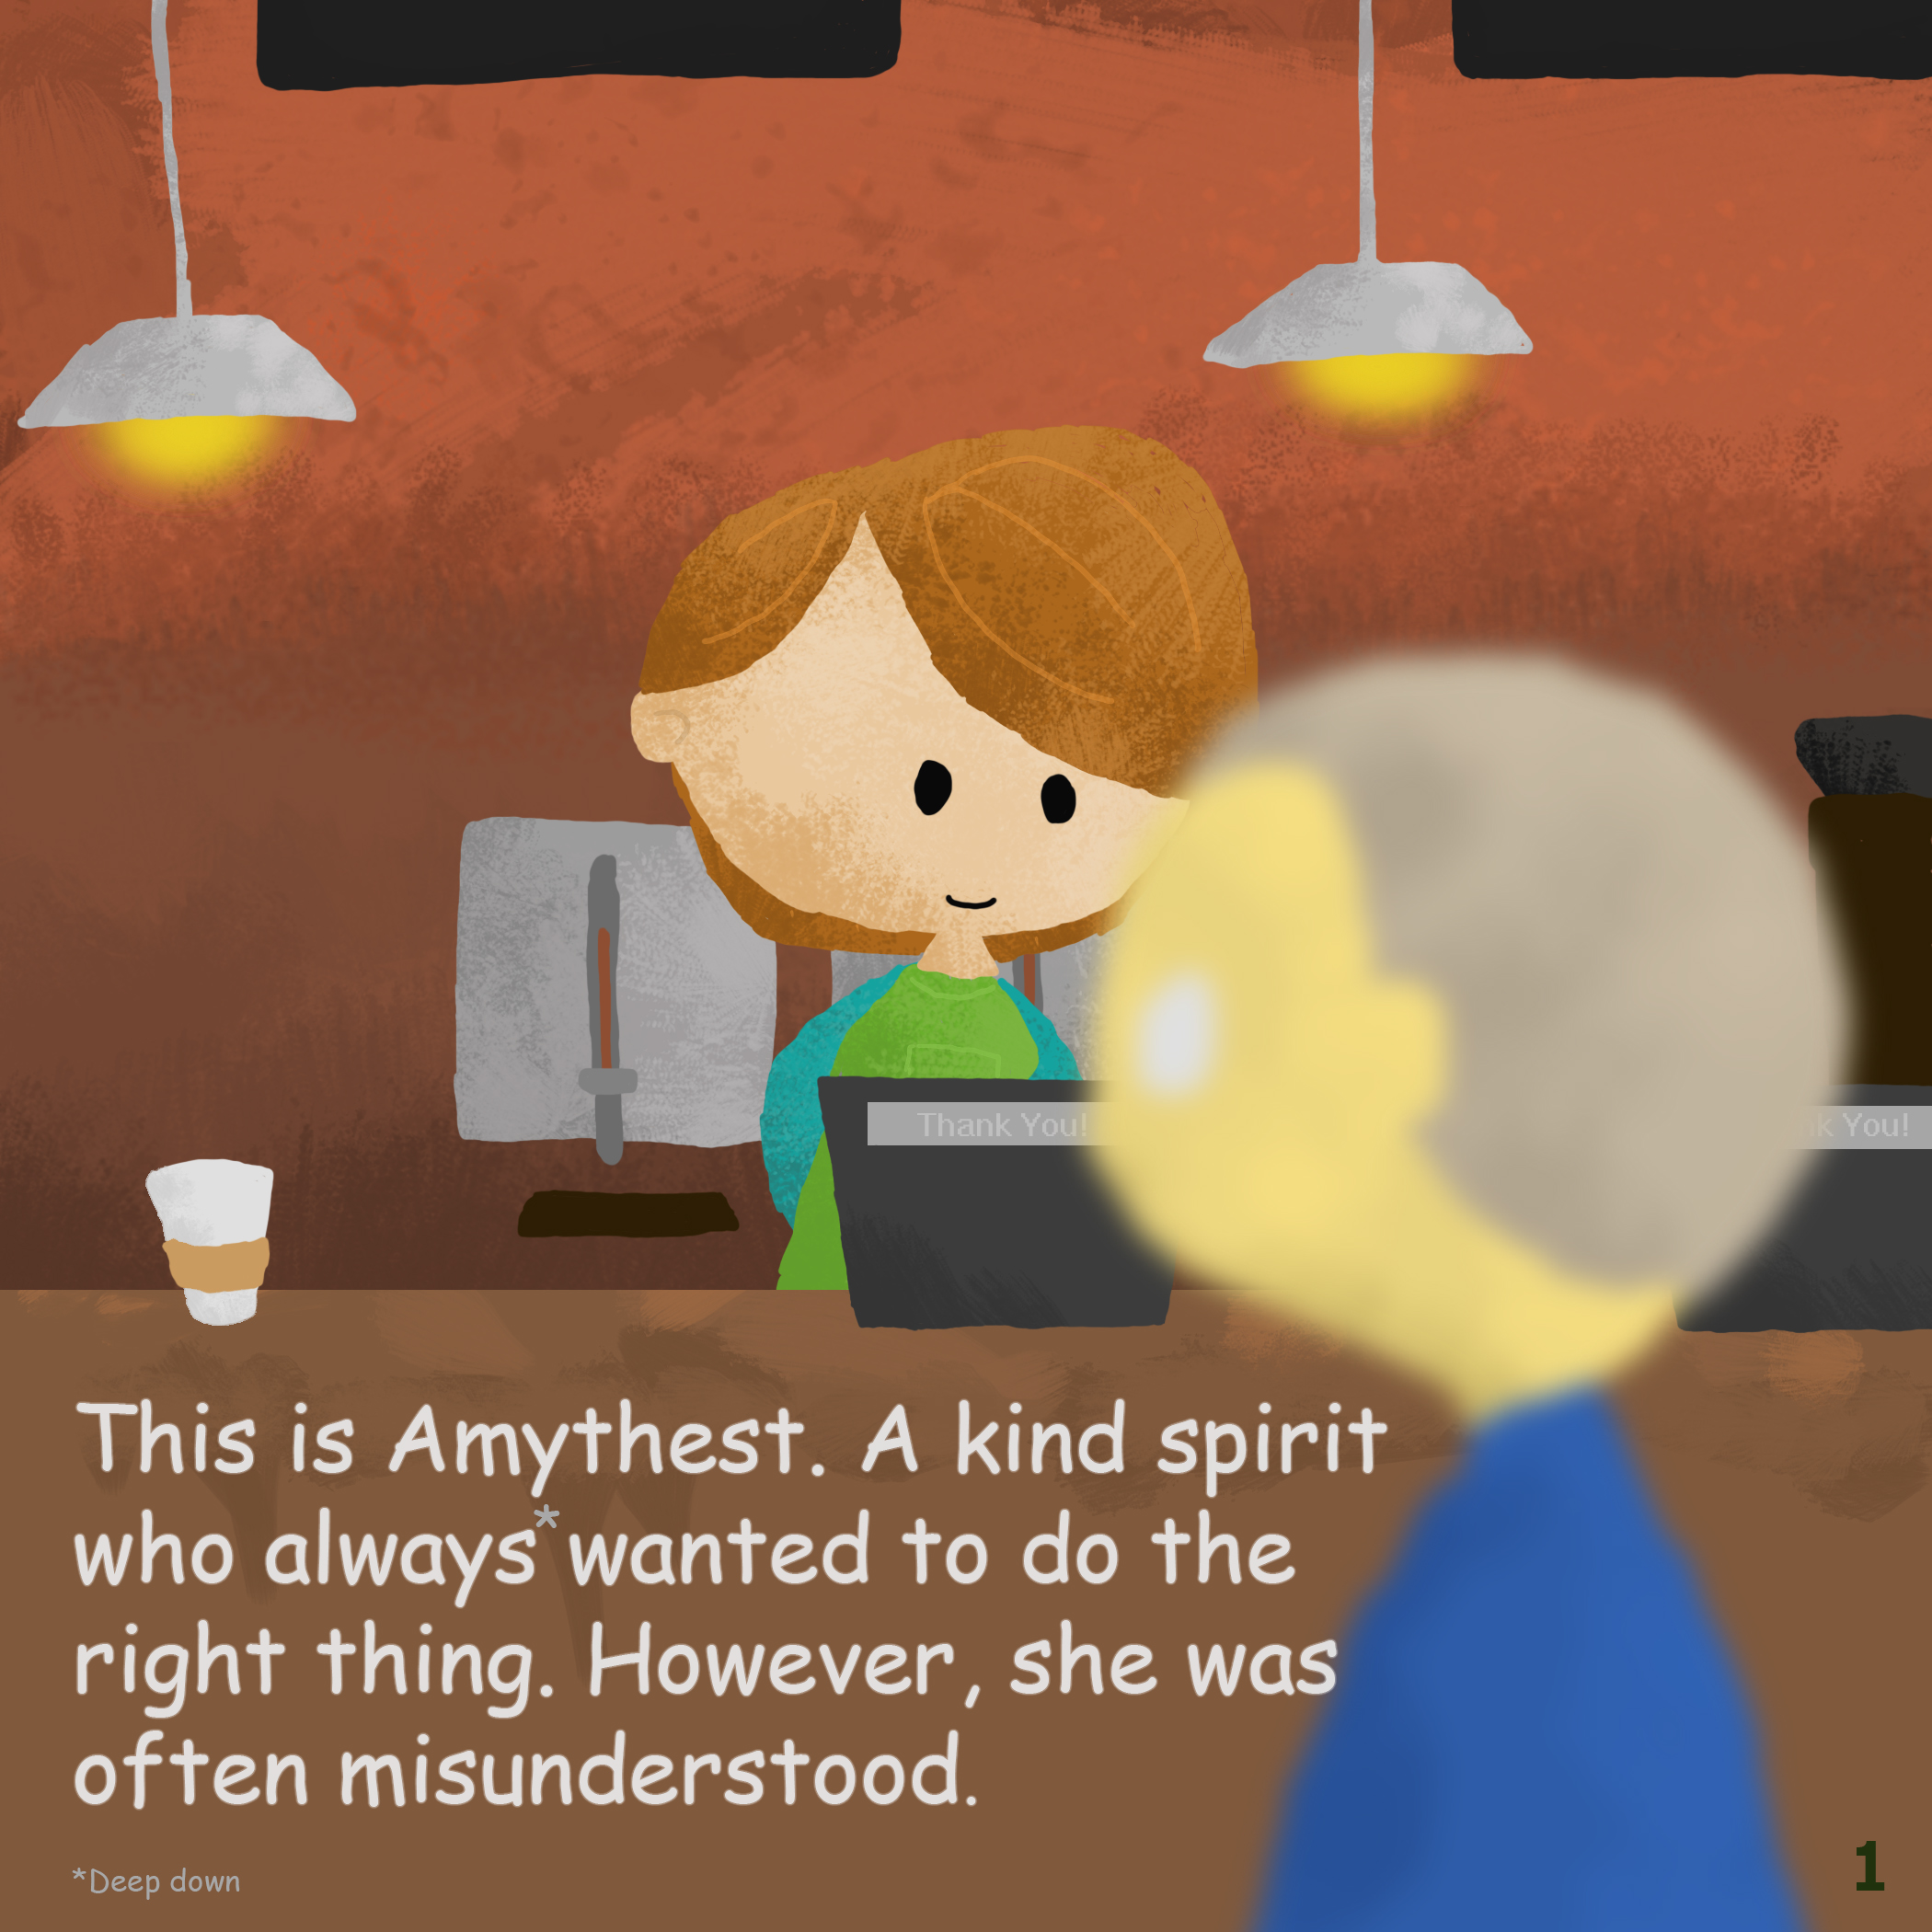 Thank You!
k You!
This is Amythest. A kind spirit
who always* wanted to do the
right thing. However, she was
often misunderstood.
*Deep down
1